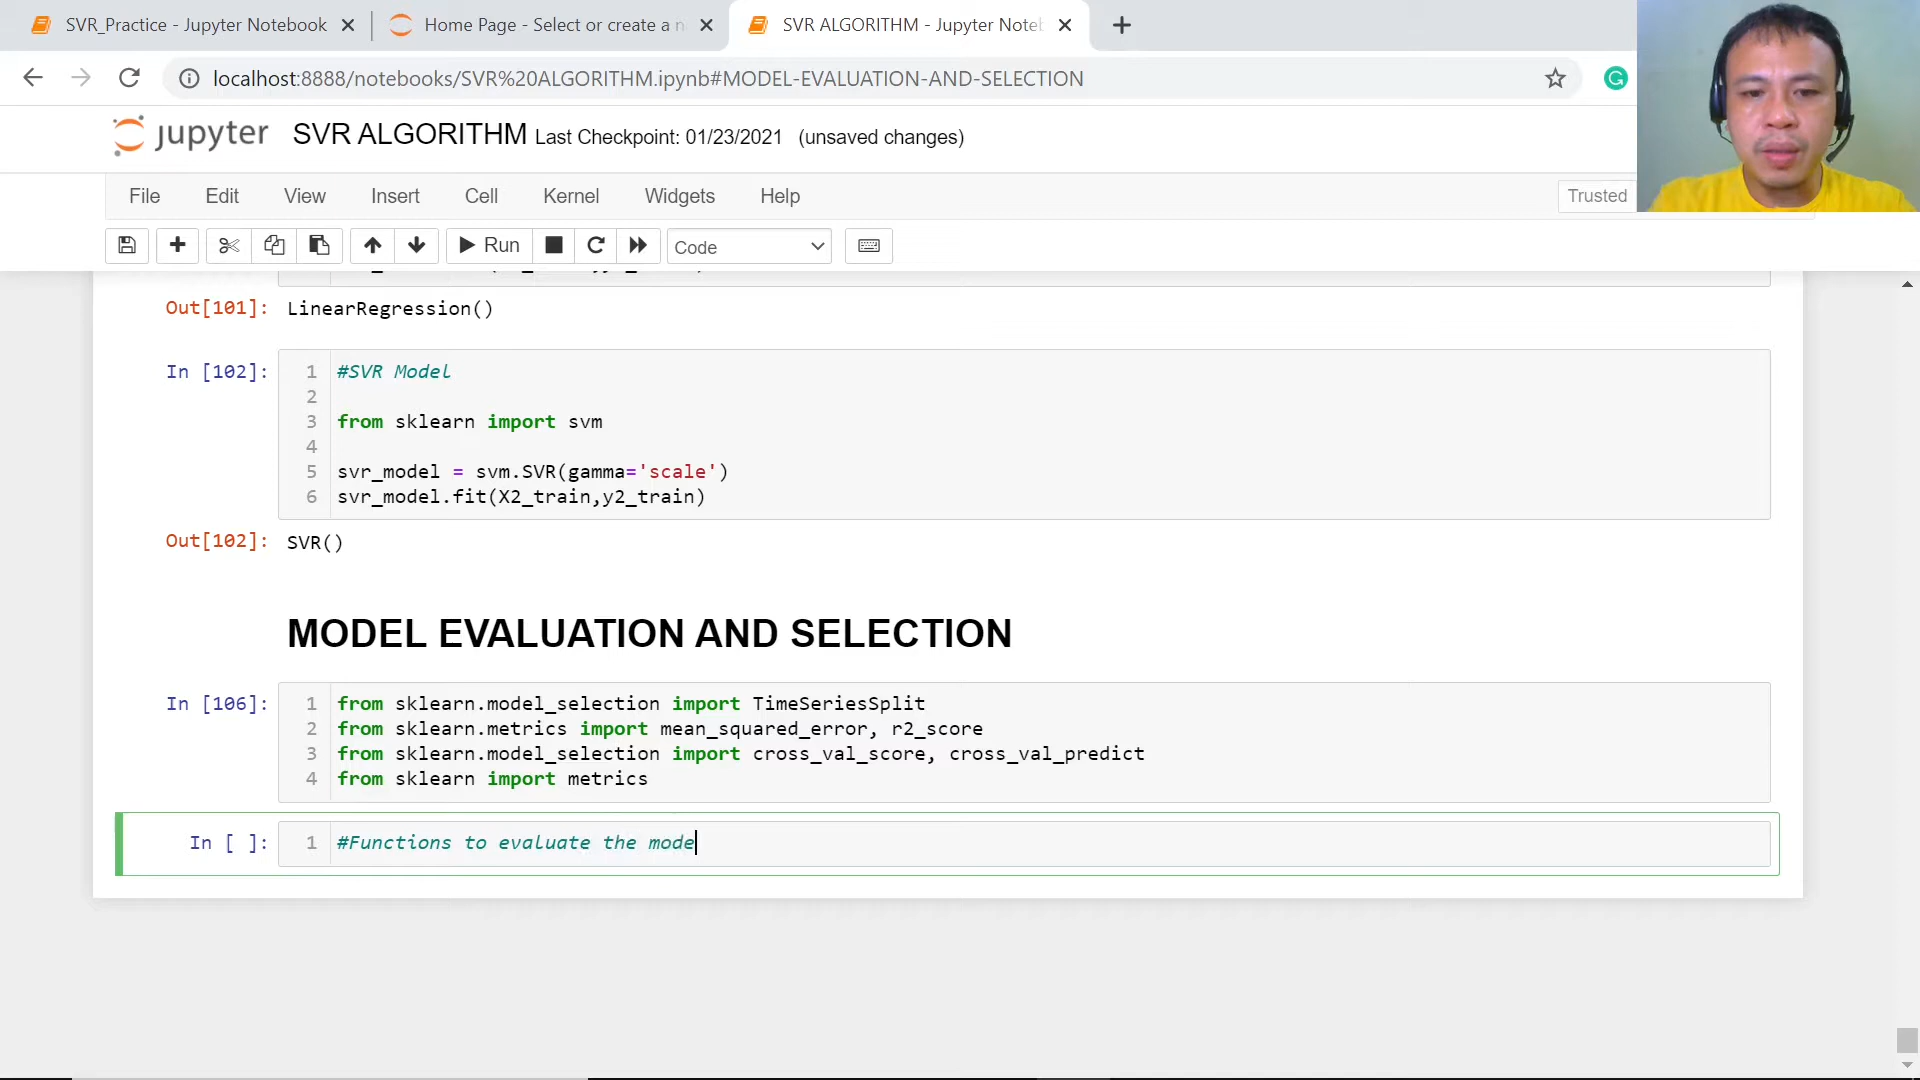 SVR_Practice - Jupyter Notebook
Home Page - Select or create a n
SVR ALGORITHM - Jupyter Note
localhost:8888/notebooks/SVR%20ALGORITHM.ipynb#MODEL-EVALUATION-AND-SELECTION
jupyter SVR ALGORITHM Last Checkpoint: 01/23/2021 (unsaved changes)
File Edit View Insert Cell Kernel Widgets Help Trusted
Run Code
Out[101]: LinearRegression()
In [102]: 1 #SVR Model
2
3 from sklearn import svm
4
5 svr_model = svm.SVR(gamma='scale')
6 svr_model.fit(X2_train,y2_train)
Out[102]: SVR()
MODEL EVALUATION AND SELECTION
In [106]: 1 from sklearn.model_selection import TimeSeriesSplit
2 from sklearn.metrics import mean_squared_error, r2_score
3 from sklearn.model_selection import cross_val_score, cross_val_predict
4 from sklearn import metrics
In [ ]: 1 #Functions to evaluate the mode